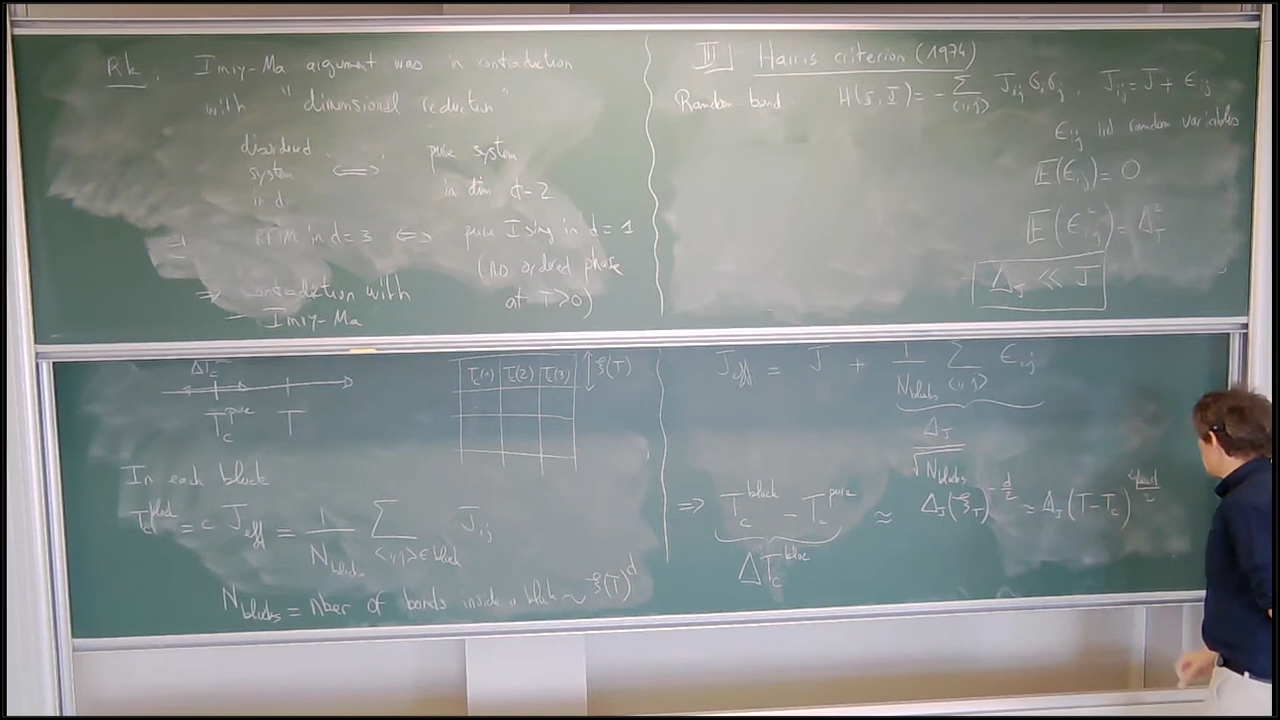 Rk. Imry-Ma argument was in contradiction
with "dimensional reduction"
disordered system in d ⟺ pure system in dim d-2
⇒ RFIM in d=3 ⟺ pure Ising in d=1
(no ordered phase
at T>0)
⇒ contradiction with
Imry-Ma
III] Harris criterion (1974)
Random bond H(σ, J) = - ∑_{<i,j>} J_ij σ_i σ_j, J_ij = J + ϵ_ij
ϵ_ij iid random variables
𝔼(ϵ_ij) = 0
𝔼(ϵ_ij²) = Δ_J²
Δ_J ≪ J
ΔT_c
T_c^pure T
τ(1) τ(2) τ(3) ξ(T)
In each block
T_c^block = c J_eff = 1/N_blocks ∑_{<i,j>∈block} J_ij
N_blocks = nber of bonds inside a block ~ ξ(T)^d
J_eff = J + 1/N_blocks ∑_{<i,j>} ϵ_ij
Δ_J/√N_blocks
⇒ T_c^block - T_c^pure ≈ Δ_J (ξ_T)^{-d/2} ≈ Δ_J (T-T_c)
ΔT_c^bloc